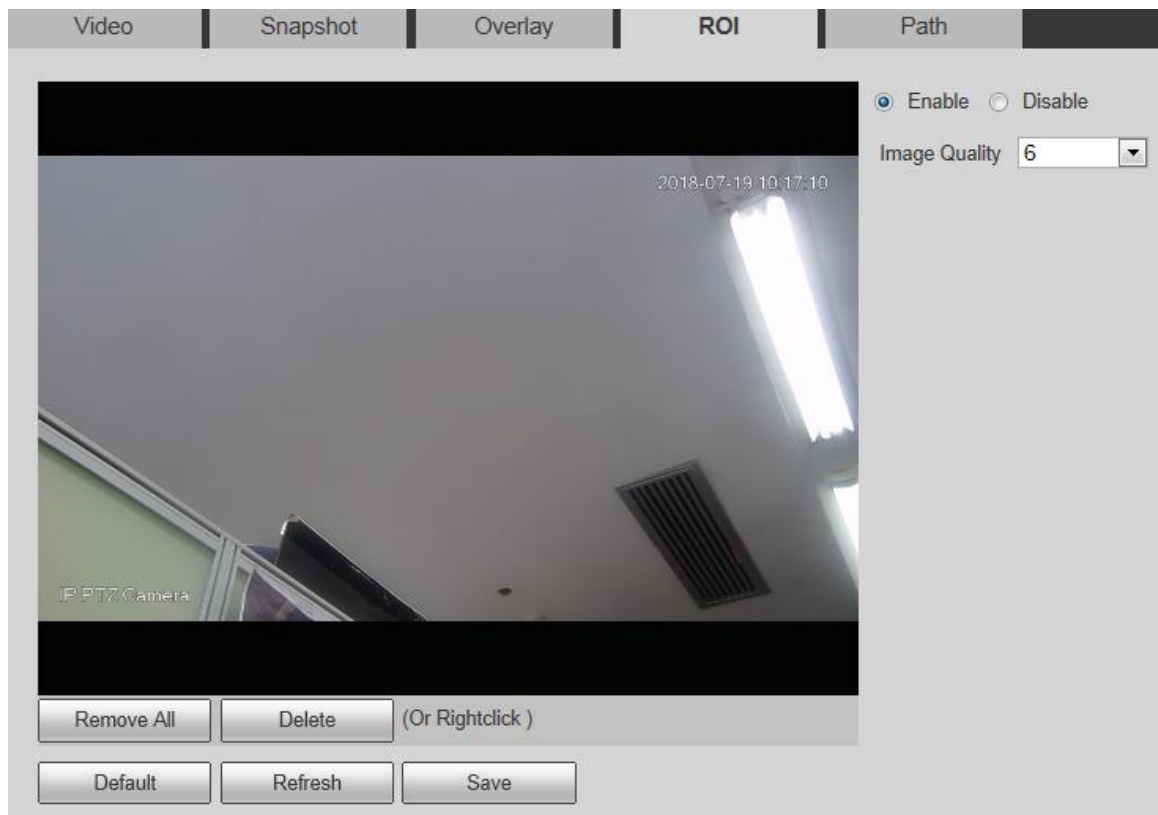 Video Snapshot Overlay ROI Path
Enable Disable
Image Quality 6
2018-07-19 10:17:10
IP PTZ Camera
Remove All Delete (Or Rightclick )
Default Refresh Save